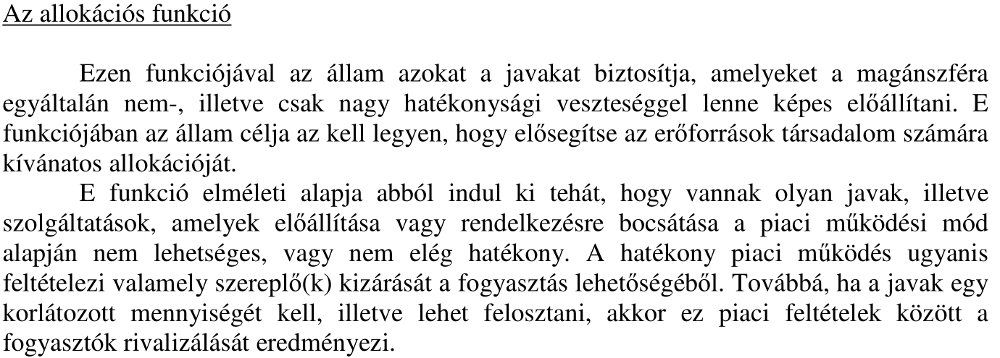 Az allokációs funkció
Ezen funkciójával az állam azokat a javakat biztosítja, amelyeket a magánszféra
egyáltalán nem-, illetve csak nagy hatékonysági veszteséggel lenne képes előállítani. E
funkciójában az állam célja az kell legyen, hogy elősegítse az erőforrások társadalom számára
kívánatos allokációját.
E funkció elméleti alapja abból indul ki tehát, hogy vannak olyan javak, illetve
szolgáltatások, amelyek előállítása vagy rendelkezésre bocsátása a piaci működési mód
alapján nem lehetséges, vagy nem elég hatékony. A hatékony piaci működés ugyanis
feltételezi valamely szereplő(k) kizárását a fogyasztás lehetőségéből. Továbbá, ha a javak egy
korlátozott mennyiségét kell, illetve lehet felosztani, akkor ez piaci feltételek között a
fogyasztók rivalizálását eredményezi.